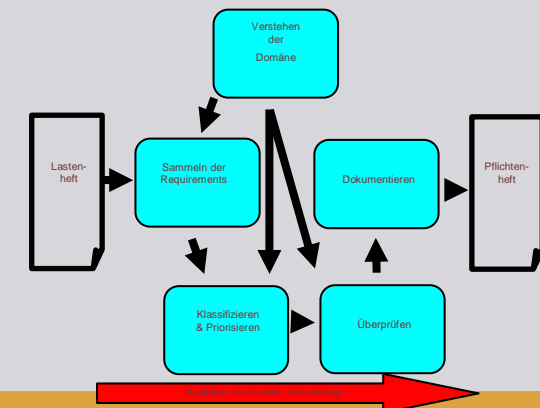 Verstehen
der
Domäne
Lasten-
heft
Sammeln der
Requirements
Dokumentieren
Pflichten-
heft
Klassifizieren
& Priorisieren
Überprüfen